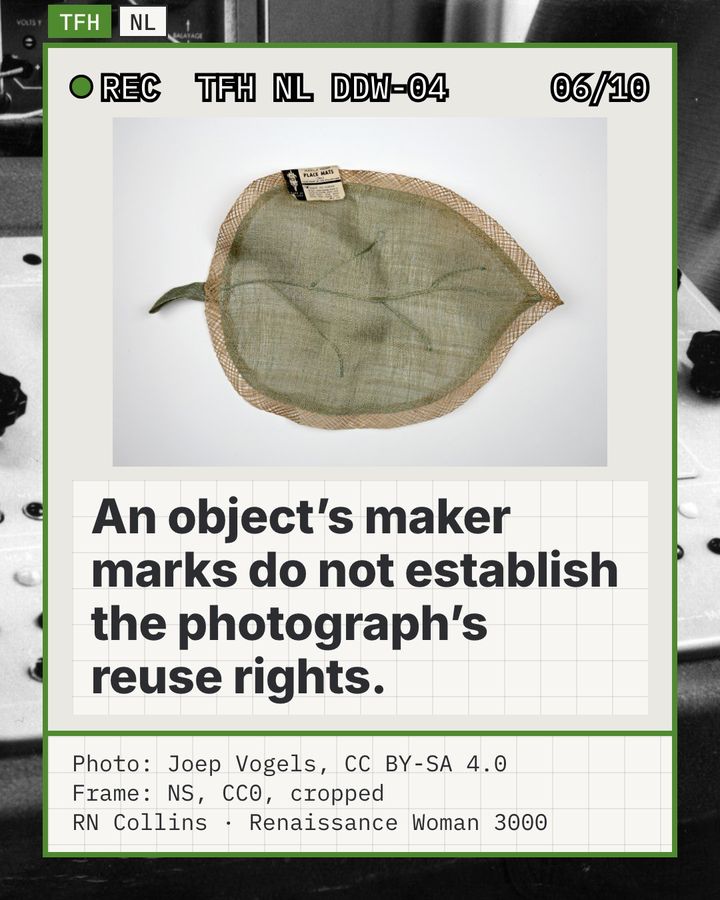 TFH NL
VOLTS
BALAYAGE
REC TFH NL DDW-04 06/10
PLACE MATS
An object’s maker
marks do not establish
the photograph’s
reuse rights.
Photo: Joep Vogels, CC BY-SA 4.0
Frame: NS, CC0, cropped
RN Collins · Renaissance Woman 3000